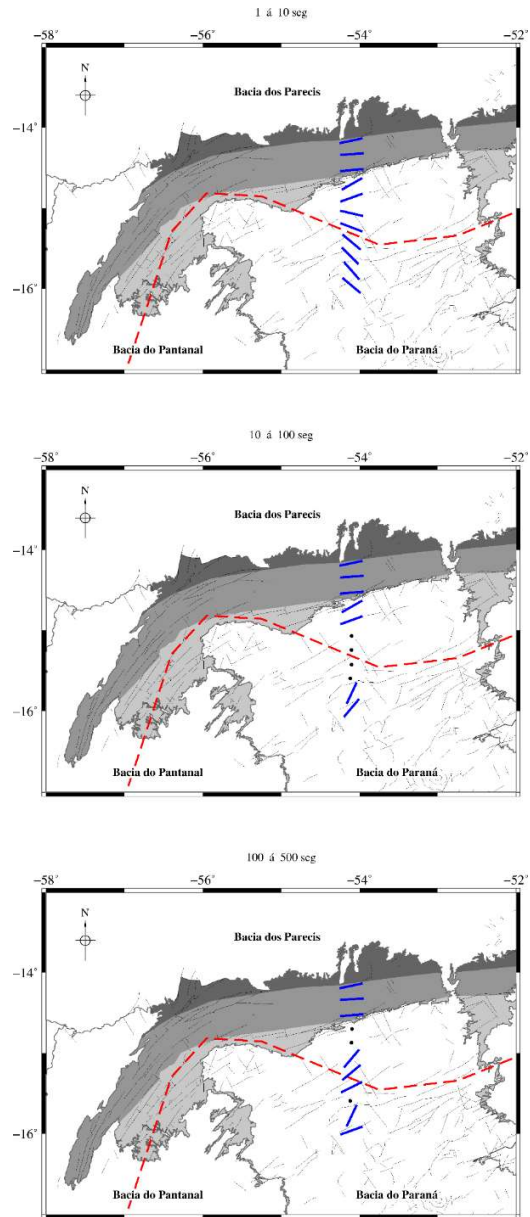 1 á 10 seg
−58 −56 −54 −52
N
Bacia dos Parecis
−14°
−16°
Bacia do Pantanal Bacia do Paraná
10 á 100 seg
−58 −56 −54 −52
N
Bacia dos Parecis
−14°
−16°
Bacia do Pantanal Bacia do Paraná
100 á 500 seg
−58 −56 −54 −52
N
Bacia dos Parecis
−14°
−16°
Bacia do Pantanal Bacia do Paraná